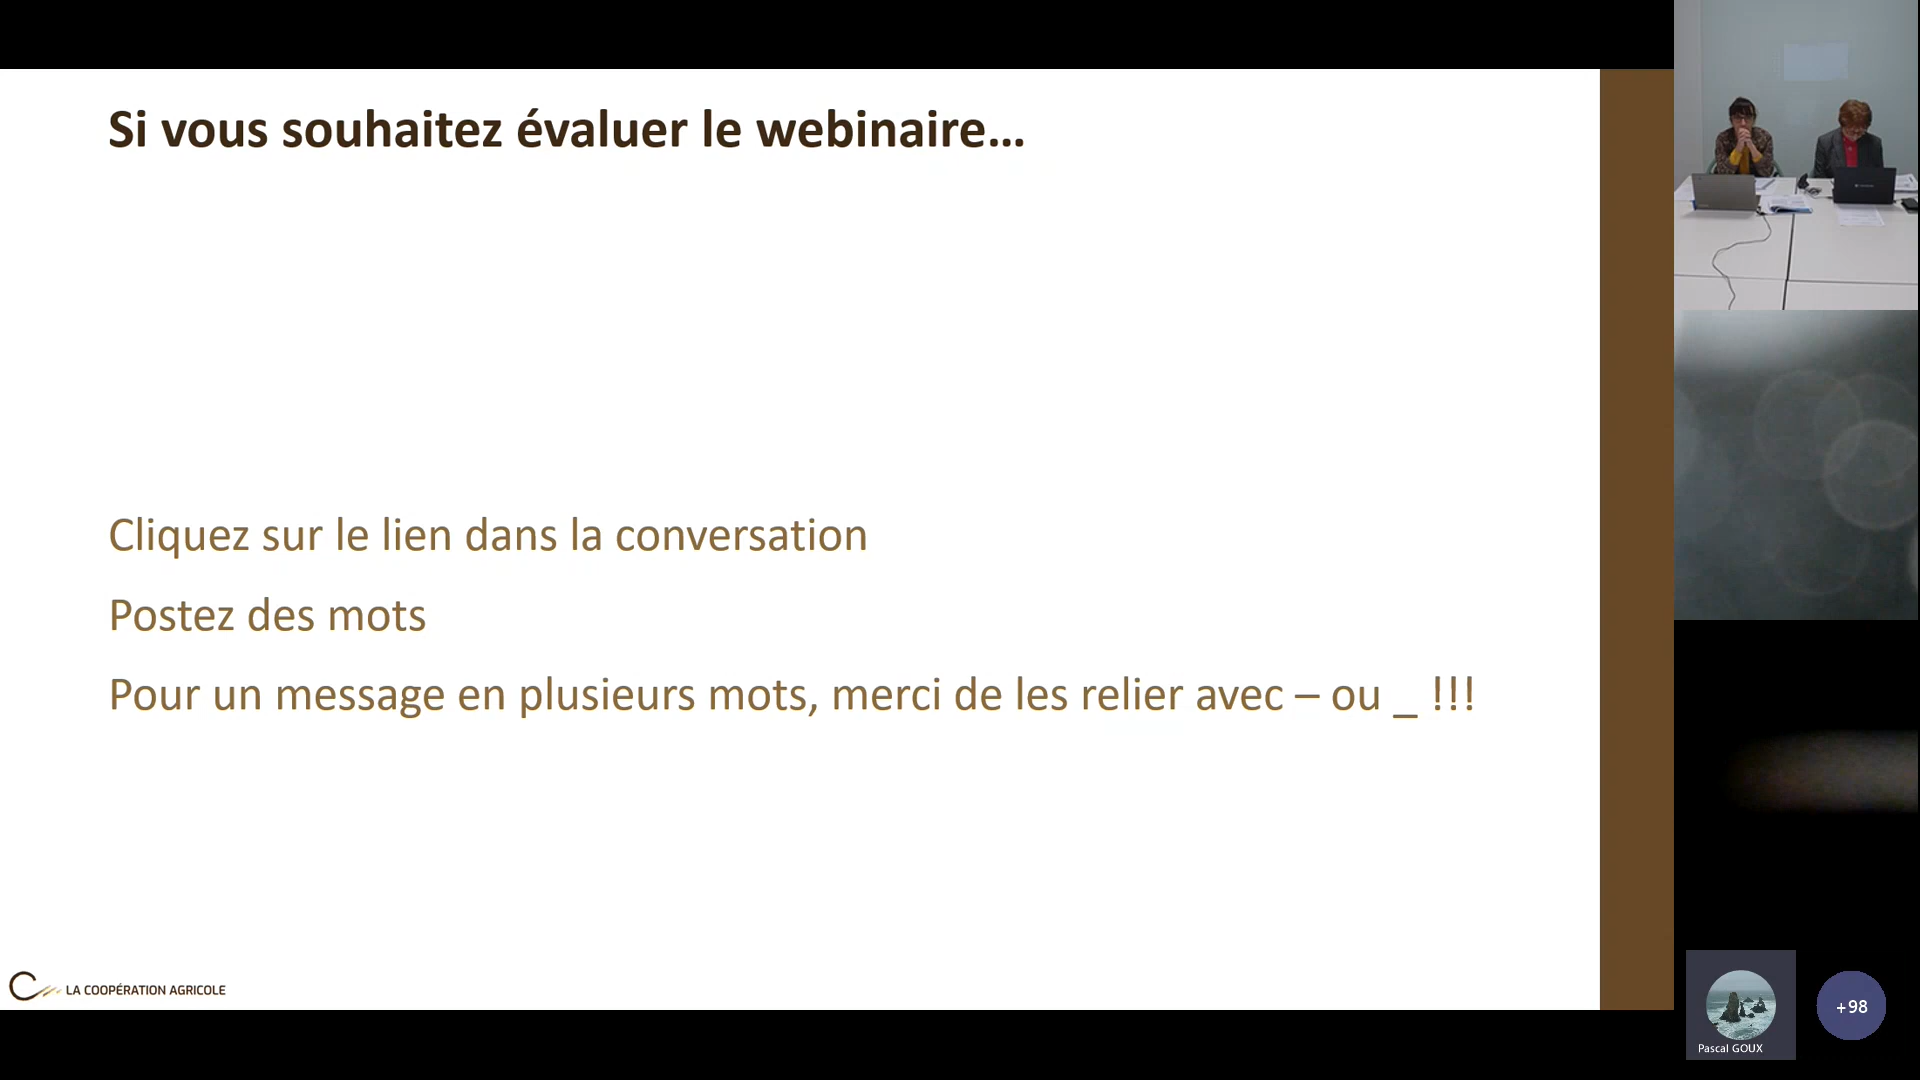 Si vous souhaitez évaluer le webinaire...
Cliquez sur le lien dans la conversation
Postez des mots
Pour un message en plusieurs mots, merci de les relier avec – ou _ !!!
LA COOPÉRATION AGRICOLE
Pascal GOUX
+98